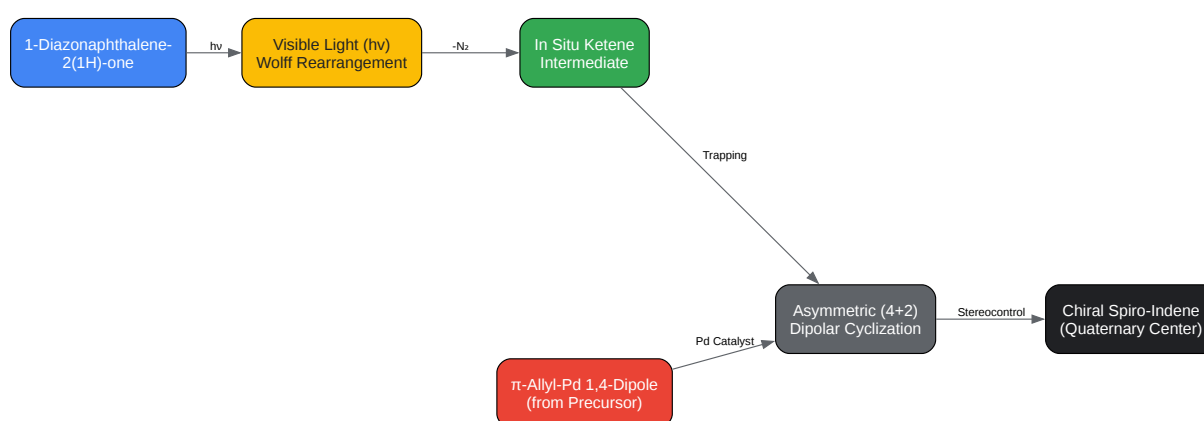 1-Diazonaphthalene-
2(1H)-one
hν
Visible Light (hν)
Wolff Rearrangement
-N₂
In Situ Ketene
Intermediate
Trapping
π-Allyl-Pd 1,4-Dipole
(from Precursor)
Pd Catalyst
Asymmetric (4+2)
Dipolar Cyclization
Stereocontrol
Chiral Spiro-Indene
(Quaternary Center)